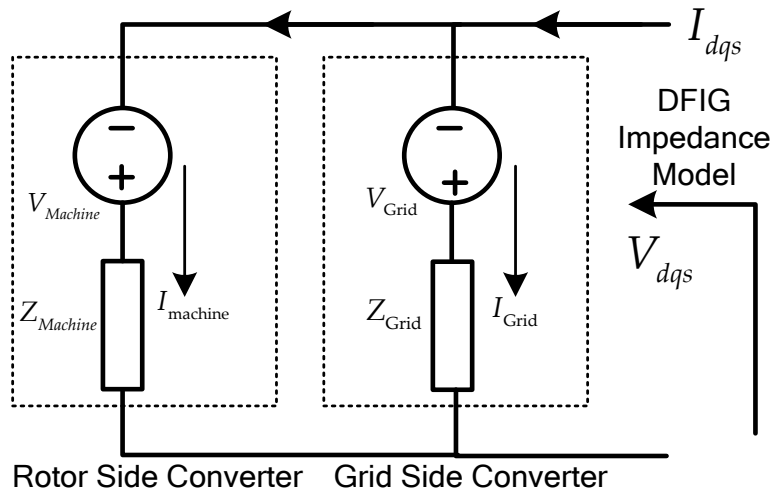 I_dqs
DFIG
Impedance
Model
V_dqs
−
+
V_Machine
Z_Machine
I_machine
−
+
V_Grid
Z_Grid
I_Grid
Rotor Side Converter
Grid Side Converter